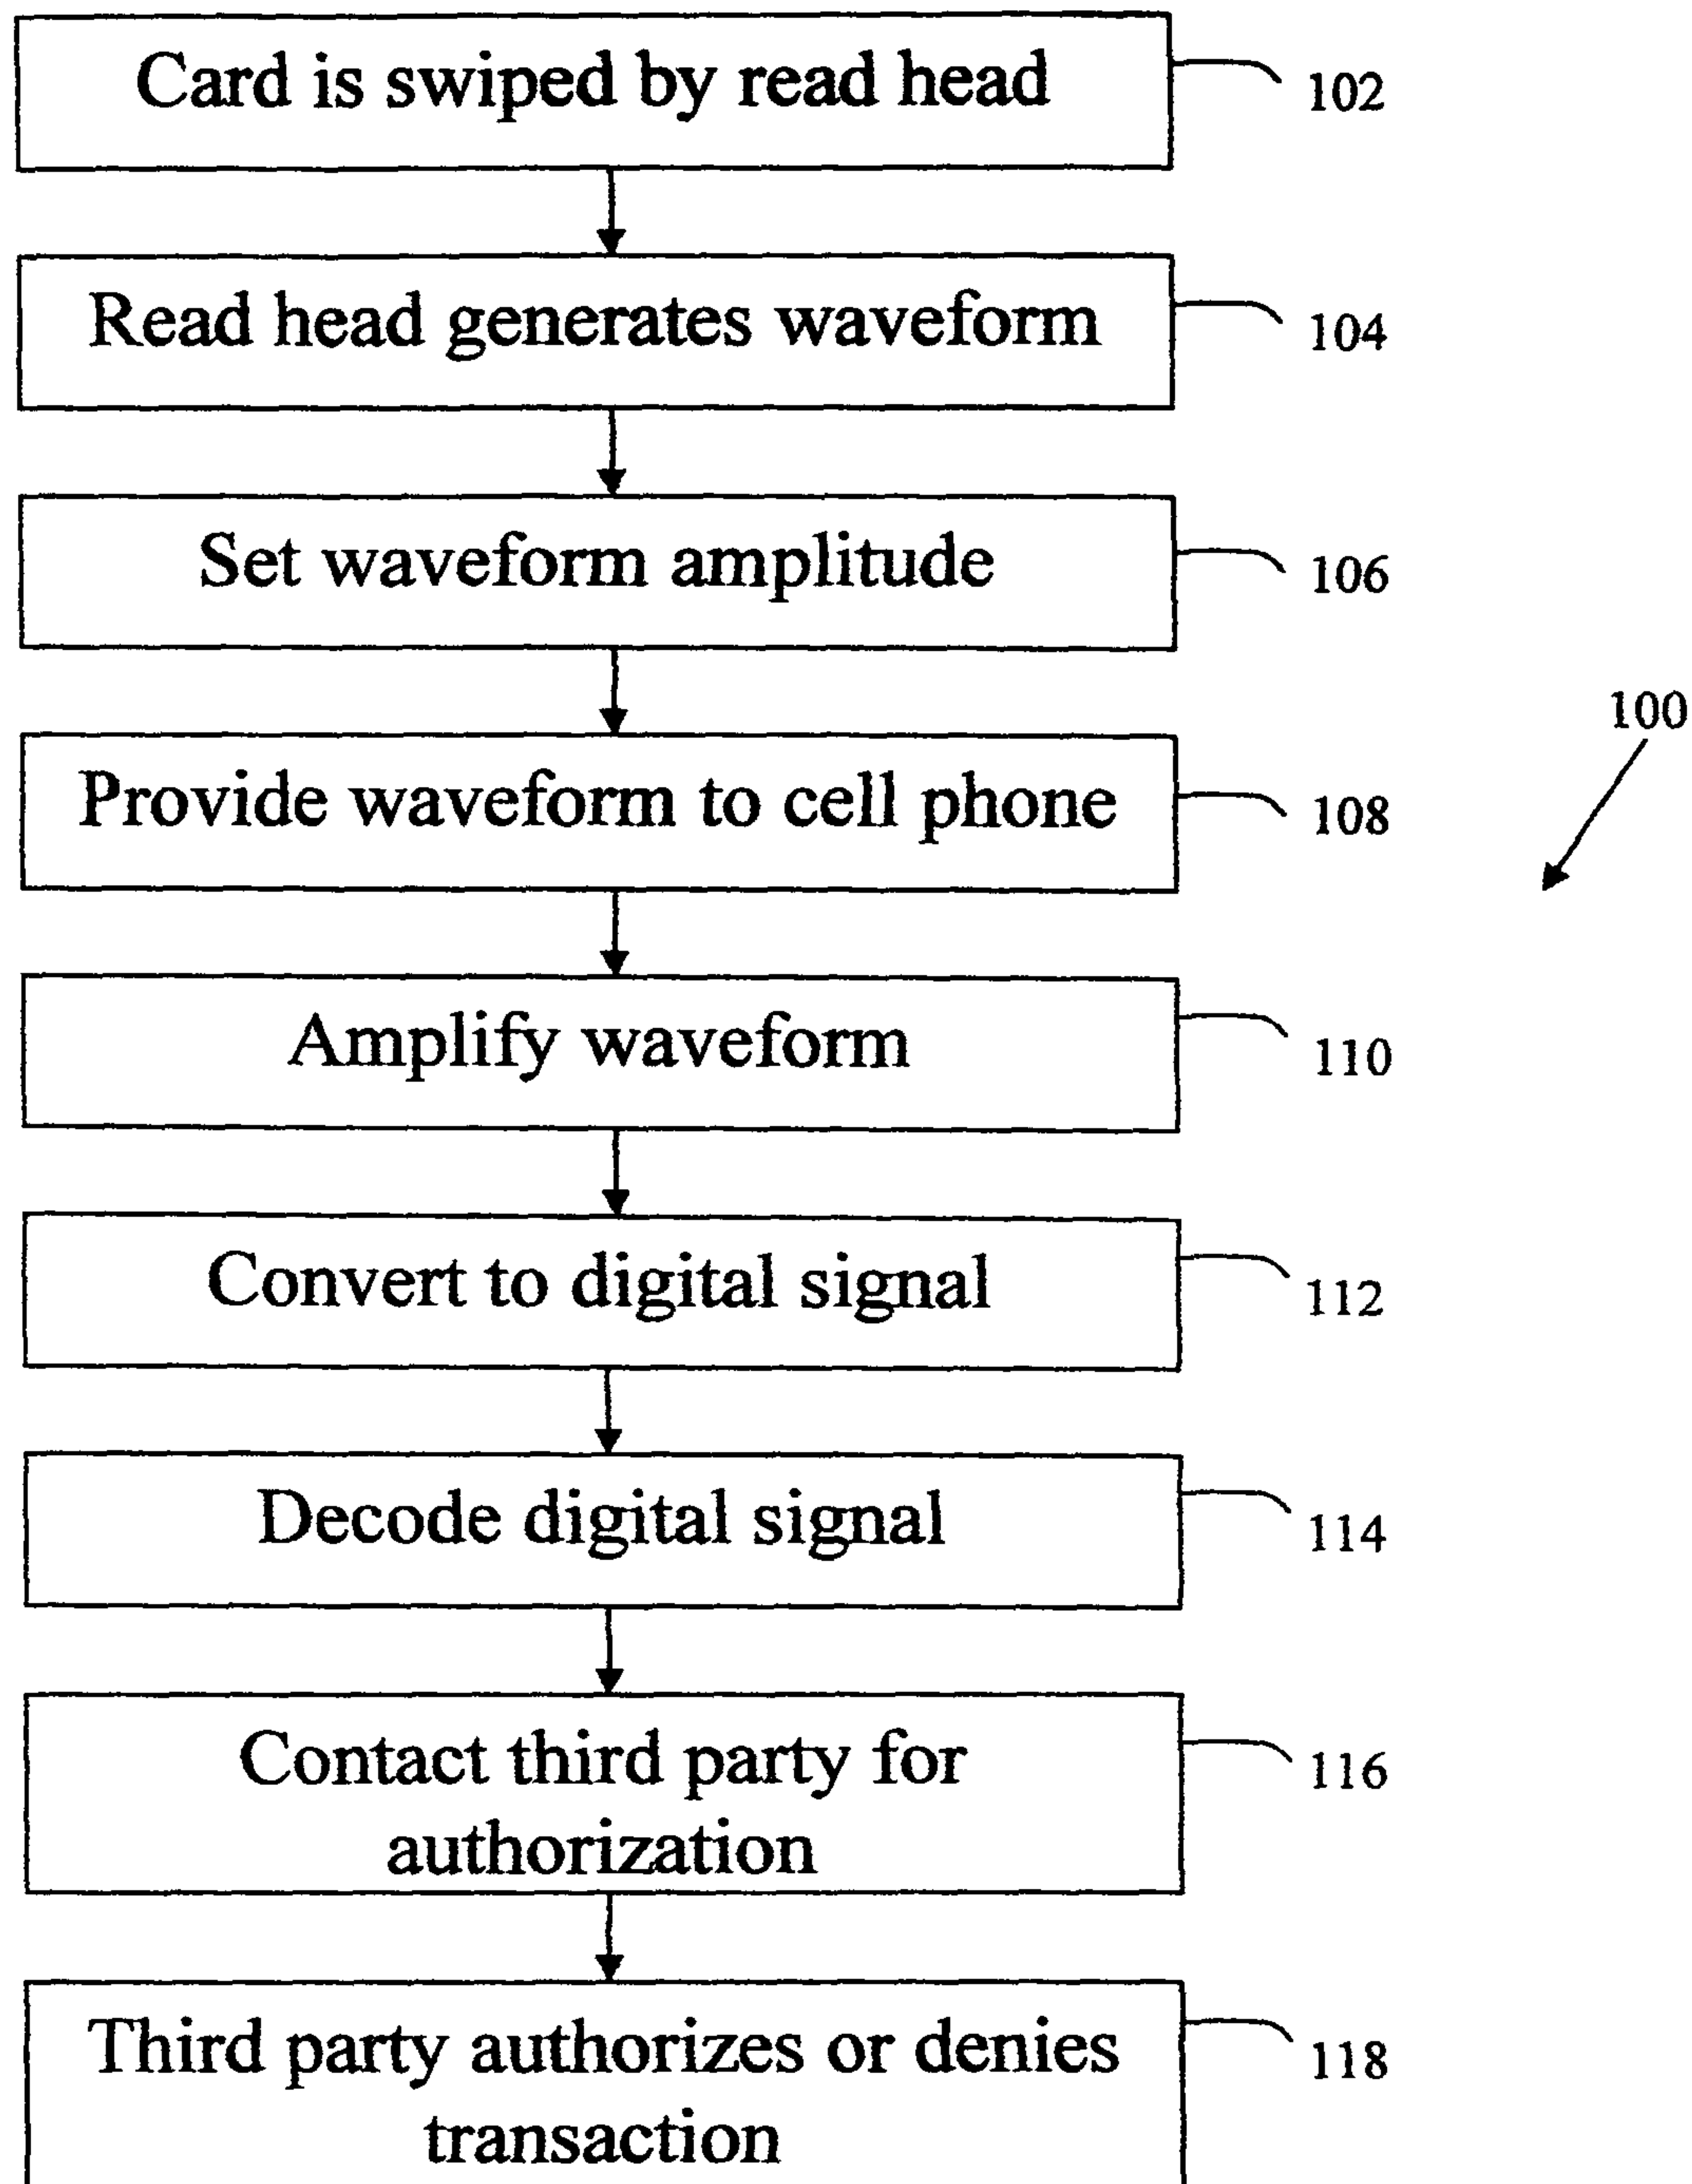 Card is swiped by read head
102
Read head generates waveform
104
Set waveform amplitude
106
100
Provide waveform to cell phone
108
Amplify waveform
110
Convert to digital signal
112
Decode digital signal
114
Contact third party for
authorization
116
Third party authorizes or denies
transaction
118